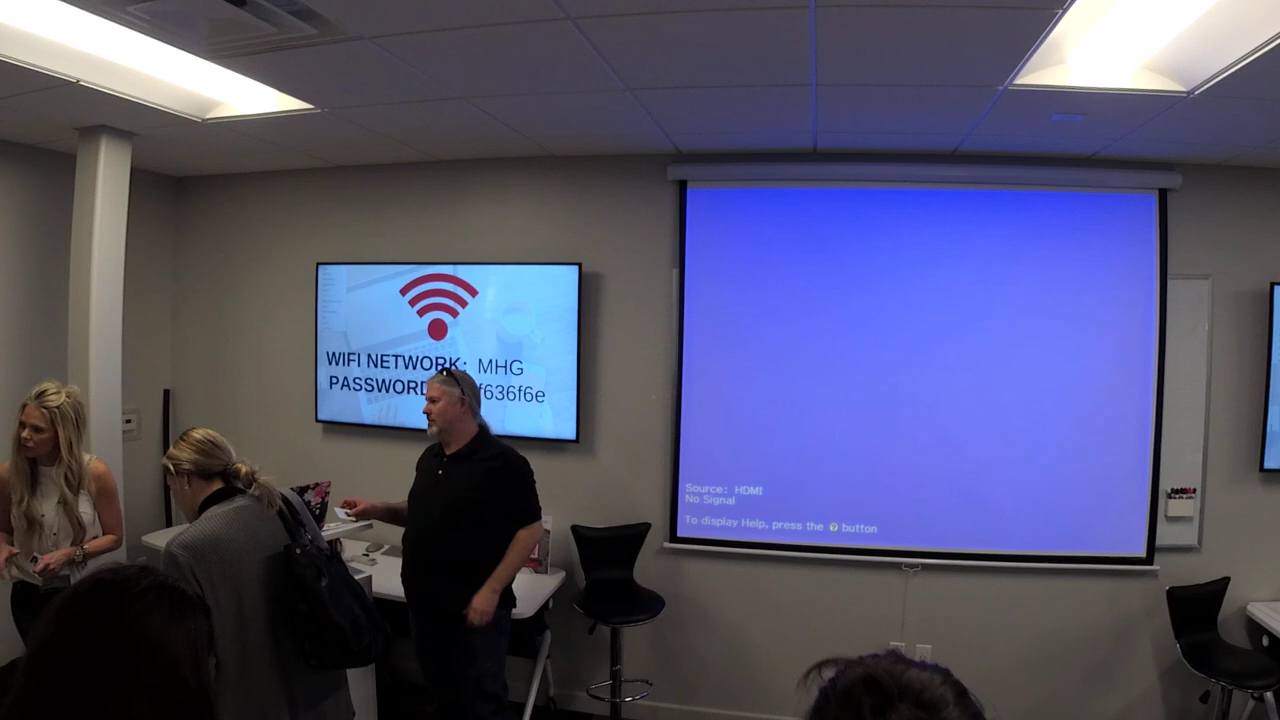 WIFI NETWORK: MHG
PASSWORD f636f6e
Source: HDMI
No Signal
To display Help, press the ? button